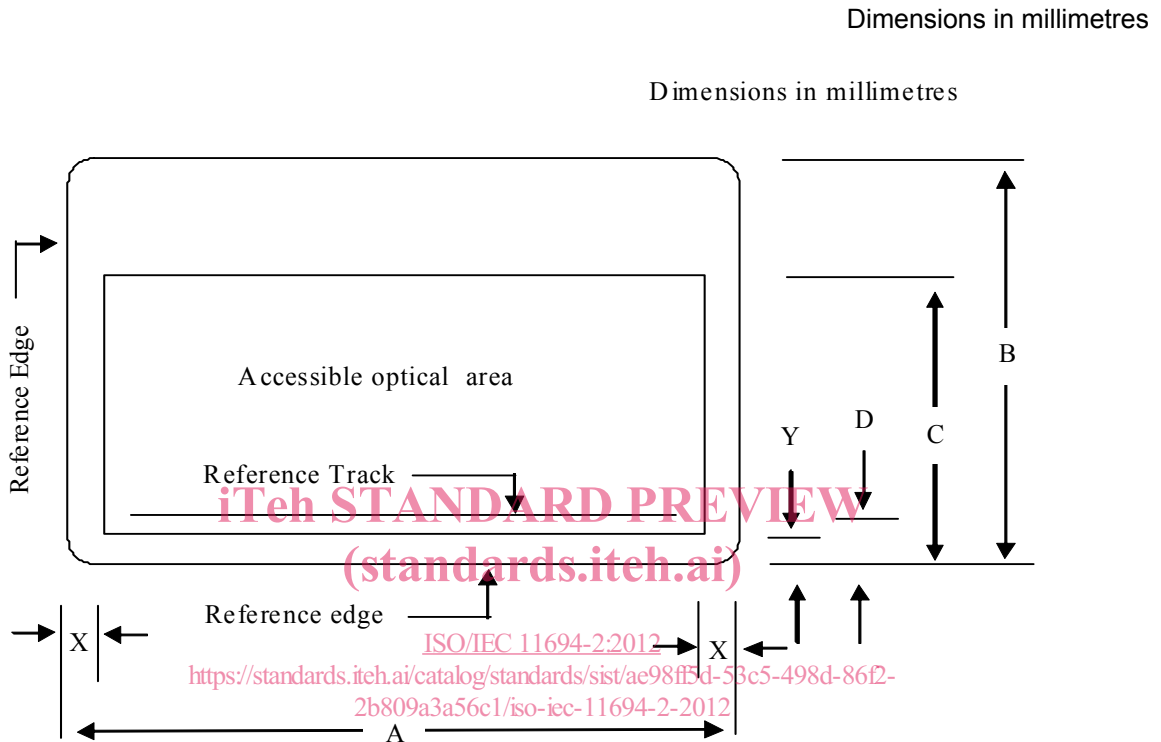 Dimensions in millimetres
Dimensions in millimetres
Reference Edge
B
Accessible optical area
C
D
Y
Reference Track
iTeh STANDARD PREVIEW
(standards.iteh.ai)
Reference edge
X
X
ISO/IEC 11694-2:2012
https://standards.iteh.ai/catalog/standards/sist/ae98ff5d-53c5-498d-86f2-
2b809a3a56c1/iso-iec-11694-2-2012
A